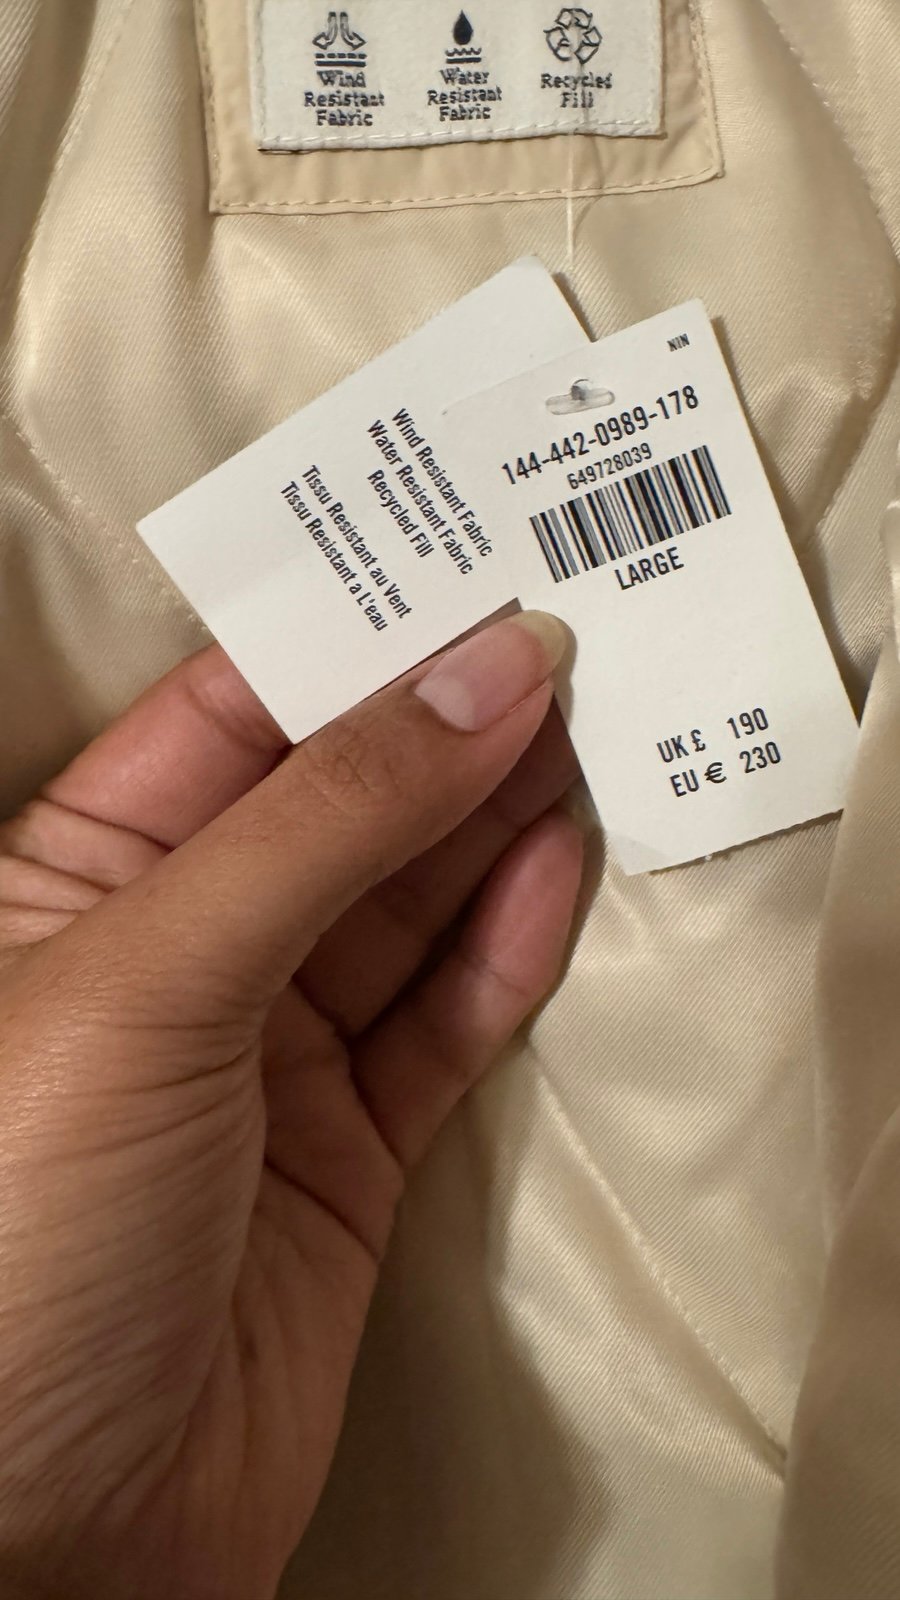 Wind
Resistant
Fabric
Water
Resistant
Fabric
Recycled
Fill
Wind Resistant Fabric
Water Resistant Fabric
Recycled Fill
Tissu Resistant au Vent
Tissu Resistant a L'eau
NIN
144-442-0989-178
649728039
LARGE
UK £ 190
EU € 230